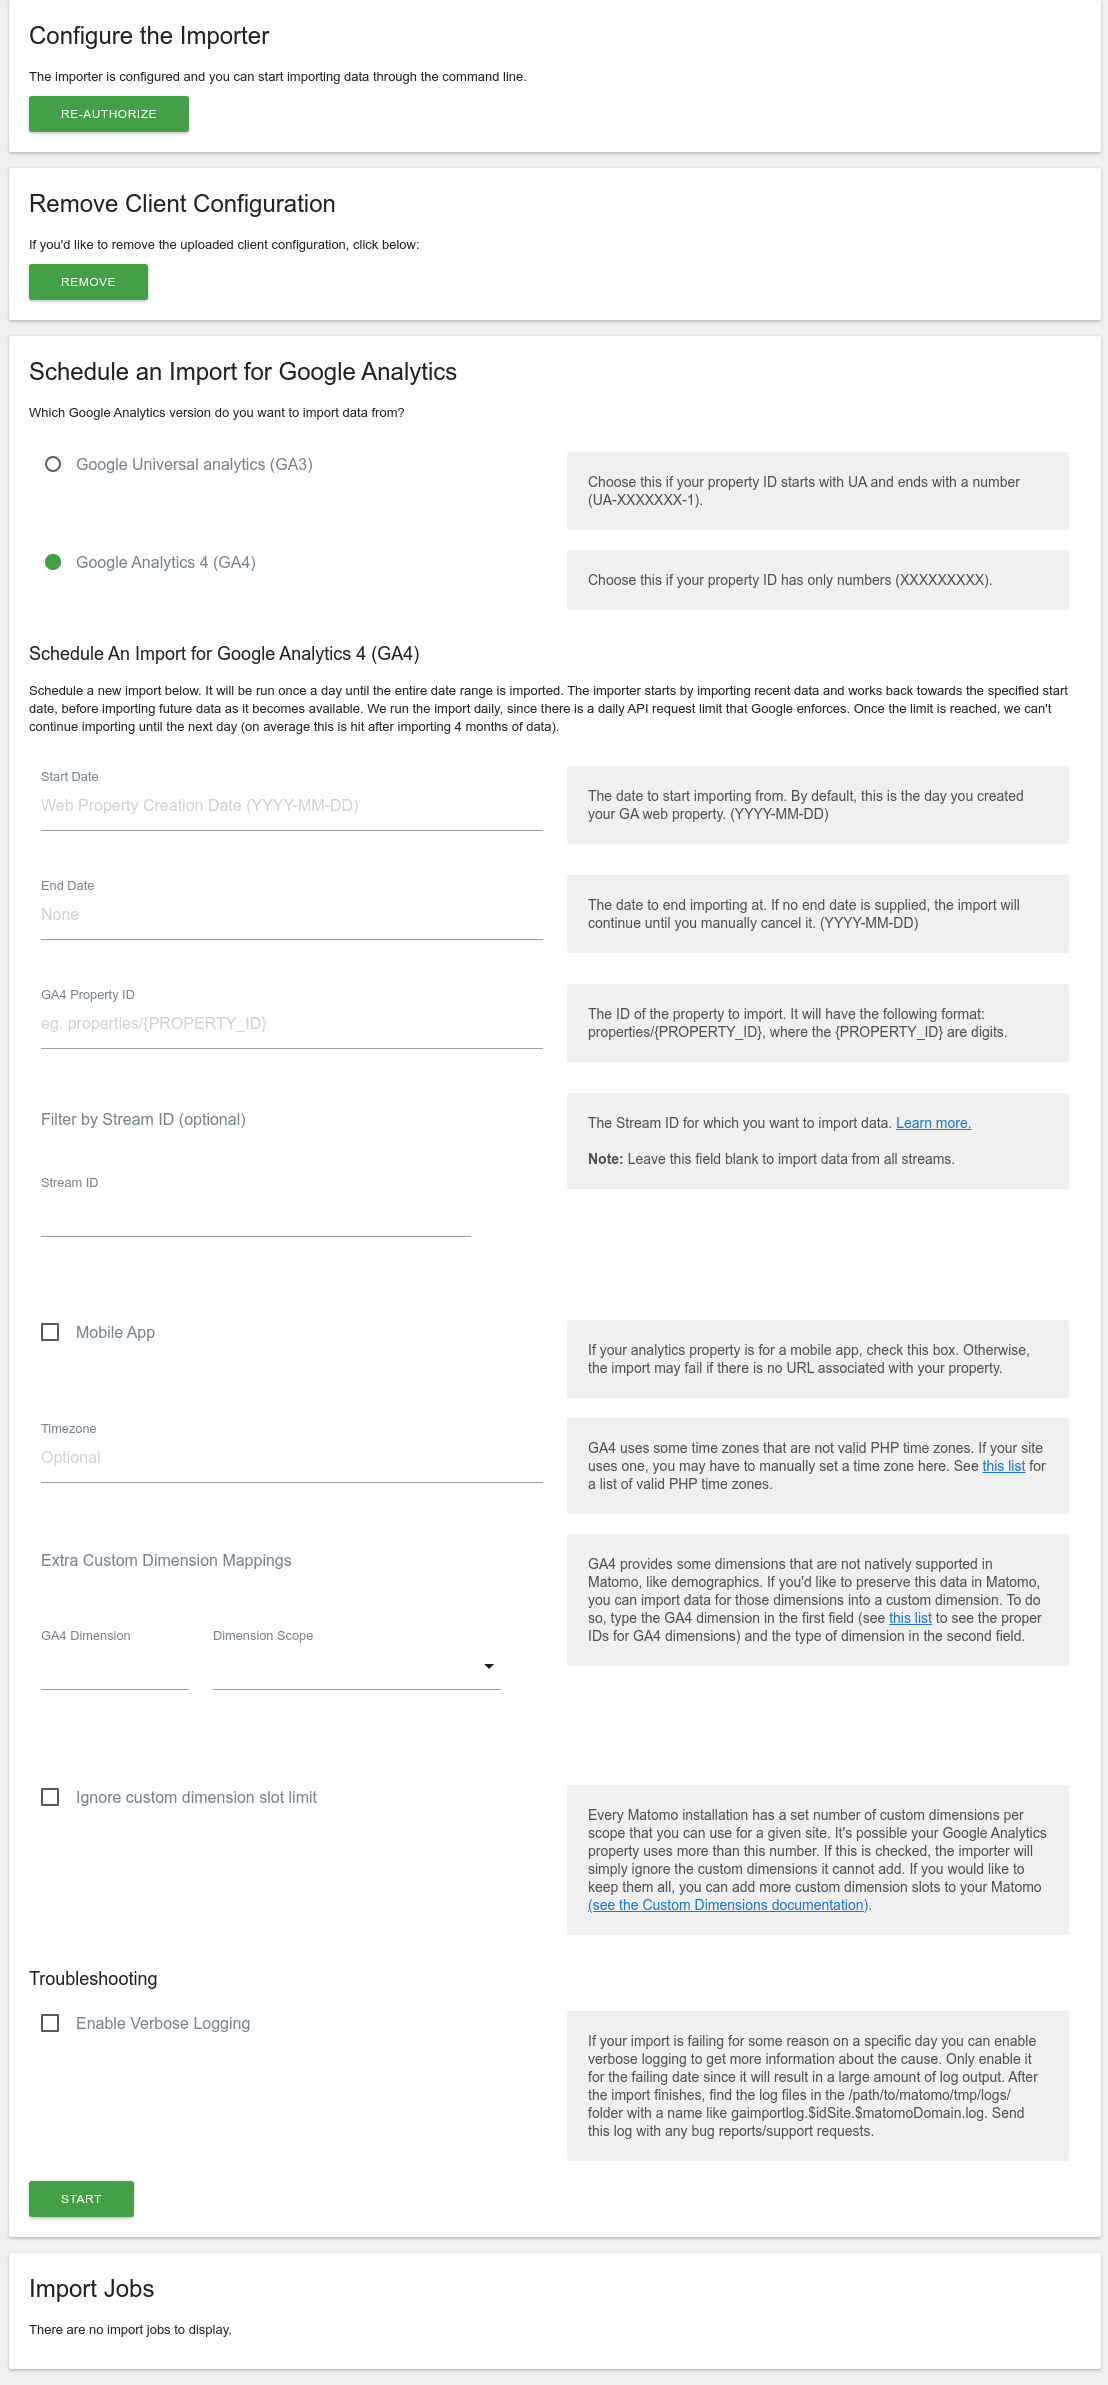 Configure the Importer
The importer is configured and you can start importing data through the command line.
RE-AUTHORIZE
Remove Client Configuration
If you'd like to remove the uploaded client configuration, click below:
REMOVE
Schedule an Import for Google Analytics
Which Google Analytics version do you want to import data from?
Google Universal analytics (GA3)
Choose this if your property ID starts with UA and ends with a number
(UA-XXXXXXX-1).
Google Analytics 4 (GA4)
Choose this if your property ID has only numbers (XXXXXXXXX).
Schedule An Import for Google Analytics 4 (GA4)
Schedule a new import below. It will be run once a day until the entire date range is imported. The importer starts by importing recent data and works back towards the specified start
date, before importing future data as it becomes available. We run the import daily, since there is a daily API request limit that Google enforces. Once the limit is reached, we can't
continue importing until the next day (on average this is hit after importing 4 months of data).
Start Date
Web Property Creation Date (YYYY-MM-DD)
The date to start importing from. By default, this is the day you created
your GA web property. (YYYY-MM-DD)
End Date
None
The date to end importing at. If no end date is supplied, the import will
continue until you manually cancel it. (YYYY-MM-DD)
GA4 Property ID
eg. properties/{PROPERTY_ID}
The ID of the property to import. It will have the following format:
properties/{PROPERTY_ID}, where the {PROPERTY_ID} are digits.
Filter by Stream ID (optional)
Stream ID
The Stream ID for which you want to import data. Learn more.
Note: Leave this field blank to import data from all streams.
Mobile App
If your analytics property is for a mobile app, check this box. Otherwise,
the import may fail if there is no URL associated with your property.
Timezone
Optional
GA4 uses some time zones that are not valid PHP time zones. If your site
uses one, you may have to manually set a time zone here. See this list for
a list of valid PHP time zones.
Extra Custom Dimension Mappings
GA4 Dimension
Dimension Scope
GA4 provides some dimensions that are not natively supported in
Matomo, like demographics. If you'd like to preserve this data in Matomo,
you can import data for those dimensions into a custom dimension. To do
so, type the GA4 dimension in the first field (see this list to see the proper
IDs for GA4 dimensions) and the type of dimension in the second field.
Ignore custom dimension slot limit
Every Matomo installation has a set number of custom dimensions per
scope that you can use for a given site. It's possible your Google Analytics
property uses more than this number. If this is checked, the importer will
simply ignore the custom dimensions it cannot add. If you would like to
keep them all, you can add more custom dimension slots to your Matomo
(see the Custom Dimensions documentation).
Troubleshooting
Enable Verbose Logging
If your import is failing for some reason on a specific day you can enable
verbose logging to get more information about the cause. Only enable it
for the failing date since it will result in a large amount of log output. After
the import finishes, find the log files in the /path/to/matomo/tmp/logs/
folder with a name like gaimportlog.$idSite.$matomoDomain.log. Send
this log with any bug reports/support requests.
START
Import Jobs
There are no import jobs to display.